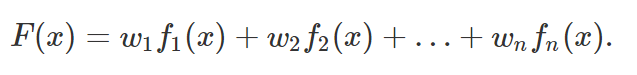 F(x) = w₁f₁(x) + w₂f₂(x) + … + wₙfₙ(x).